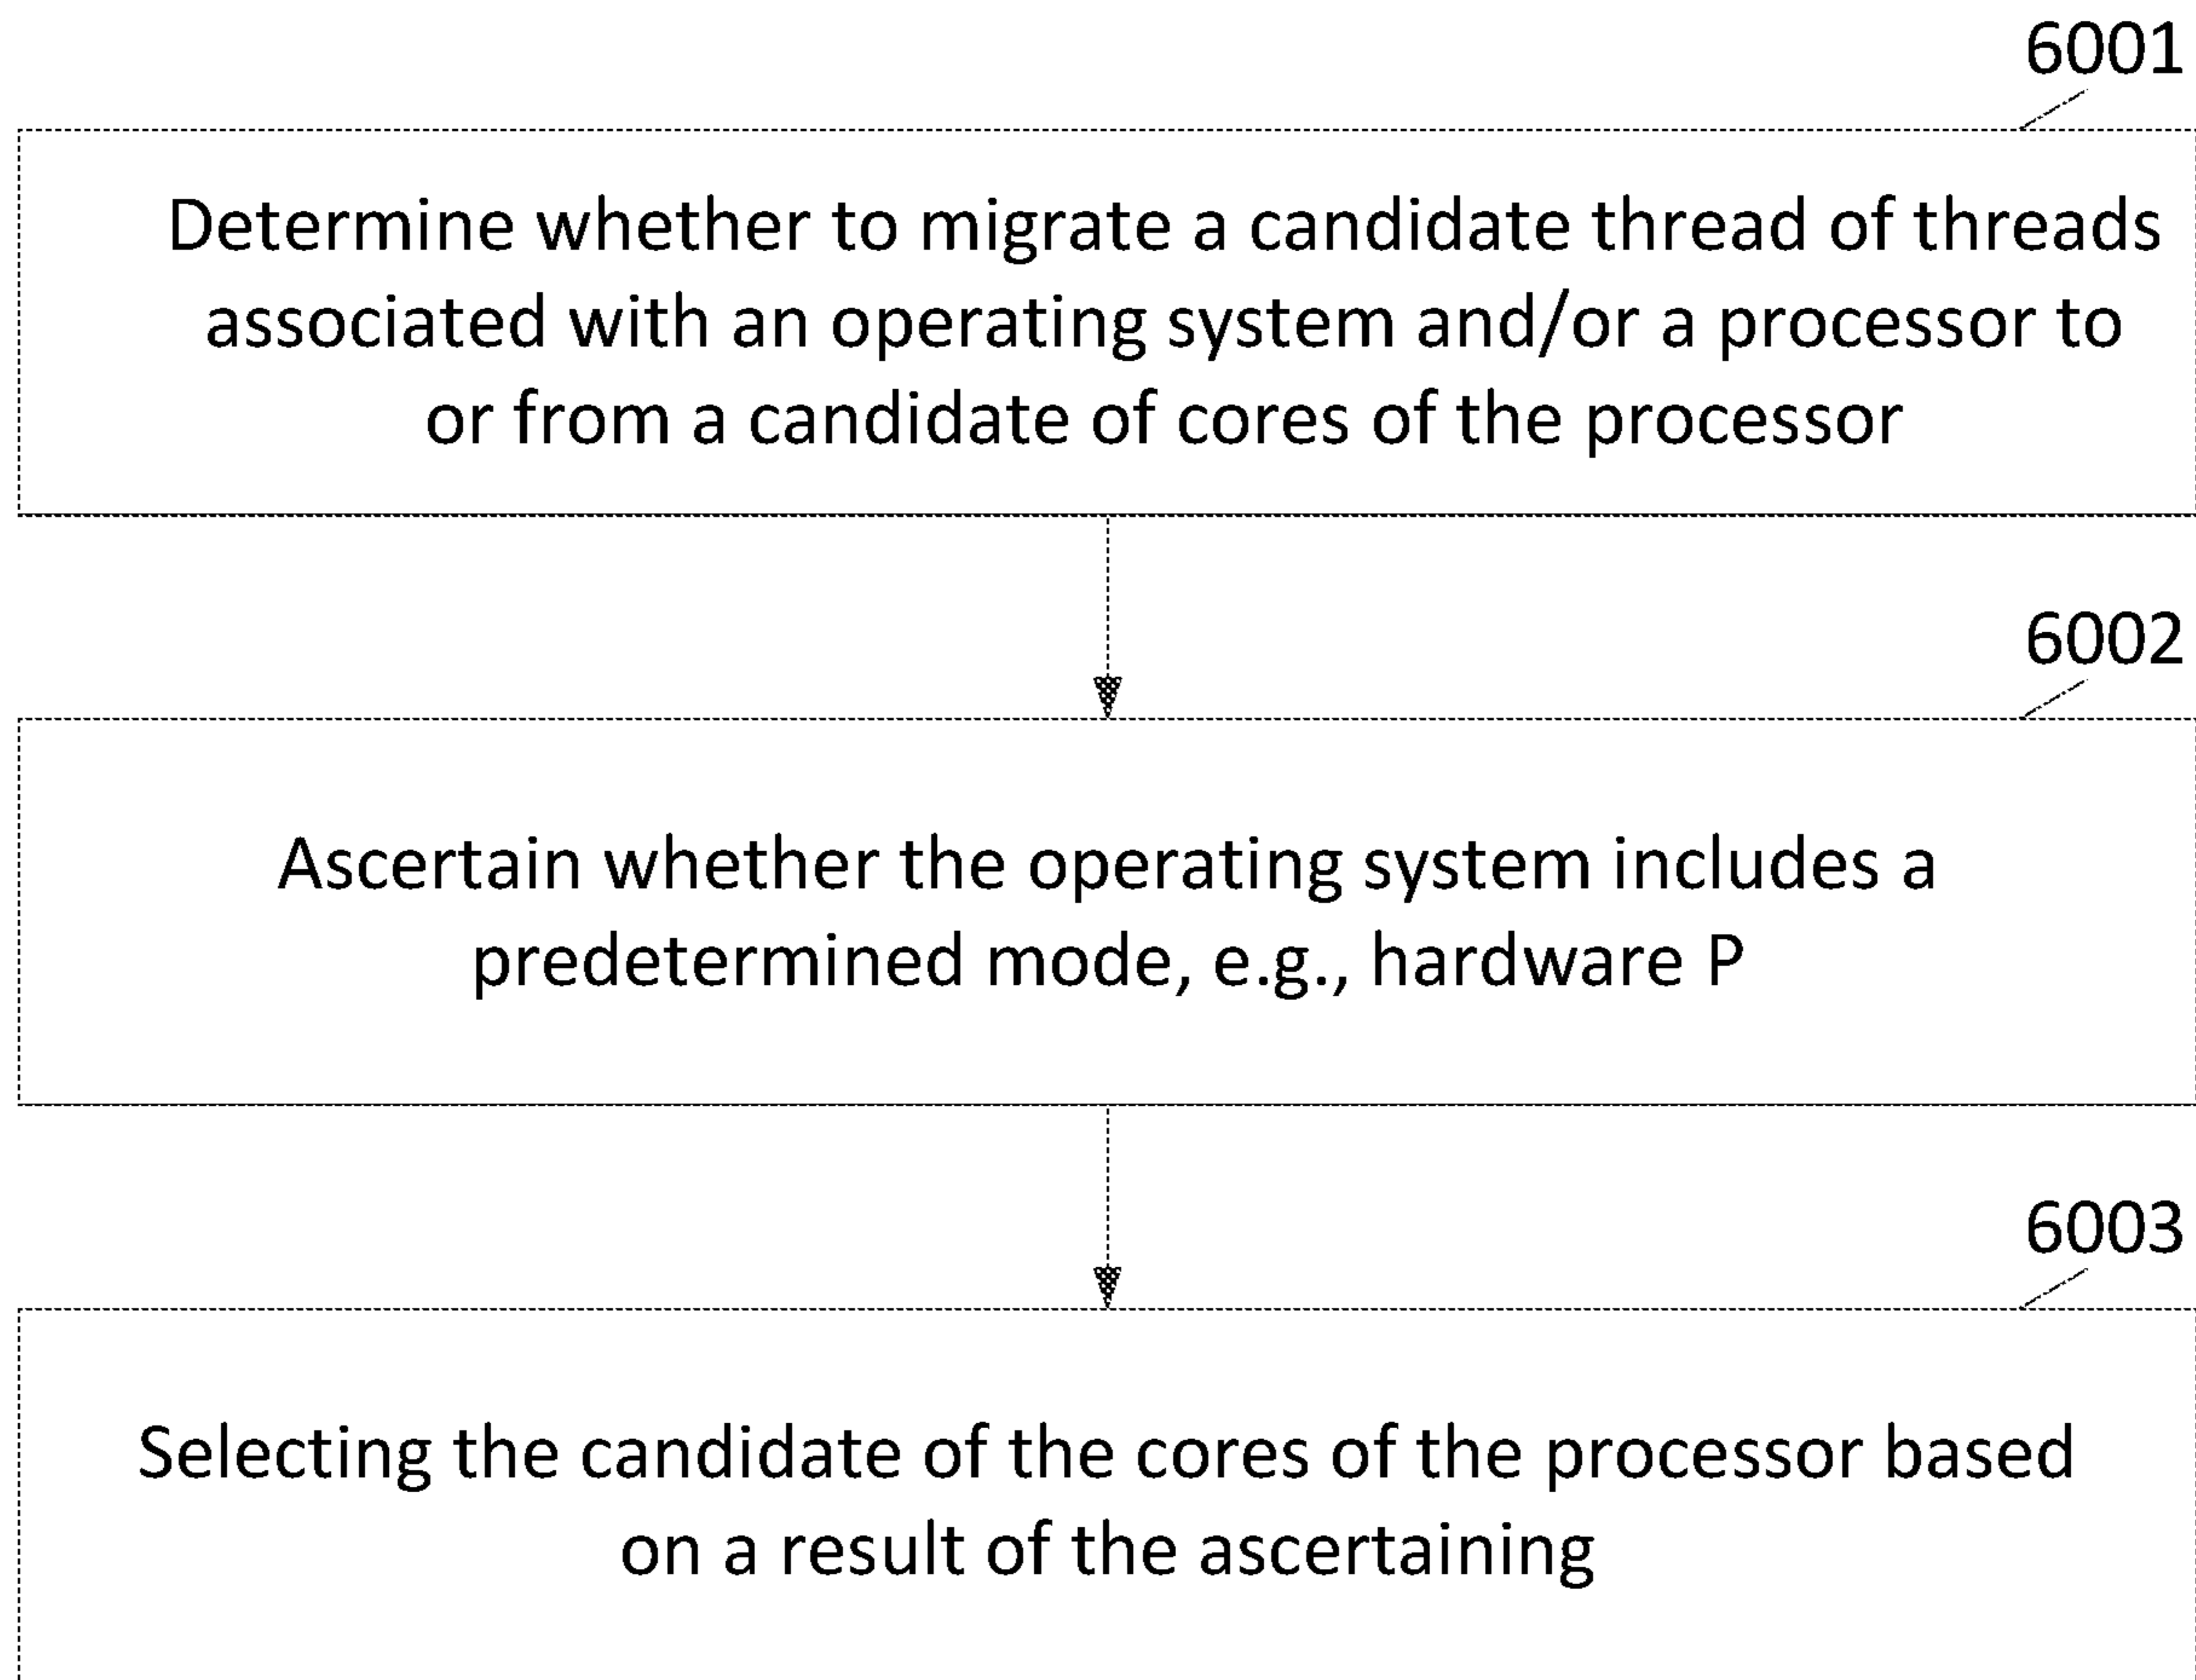 6001
Determine whether to migrate a candidate thread of threads
associated with an operating system and/or a processor to
or from a candidate of cores of the processor
6002
Ascertain whether the operating system includes a
predetermined mode, e.g., hardware P
6003
Selecting the candidate of the cores of the processor based
on a result of the ascertaining